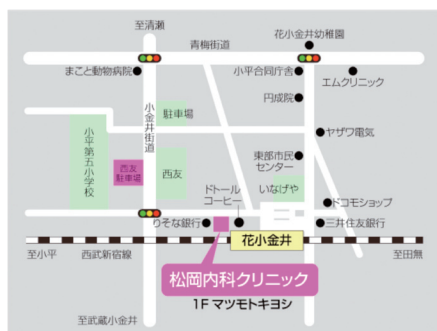 至清瀬
花小金井幼稚園
青梅街道
まこと動物病院
小平合同庁舎
エムクリニック
円成院
小金井街道
駐車場
ヤザワ電気
小平第五小学校
西友
駐車場
西友
東部市民
センター
いなげや
ドトール
コーヒー
ドコモショップ
りそな銀行
三井住友銀行
花小金井
至小平
西武新宿線
至田無
松岡内科クリニック
1F マツモトキヨシ
至武蔵小金井